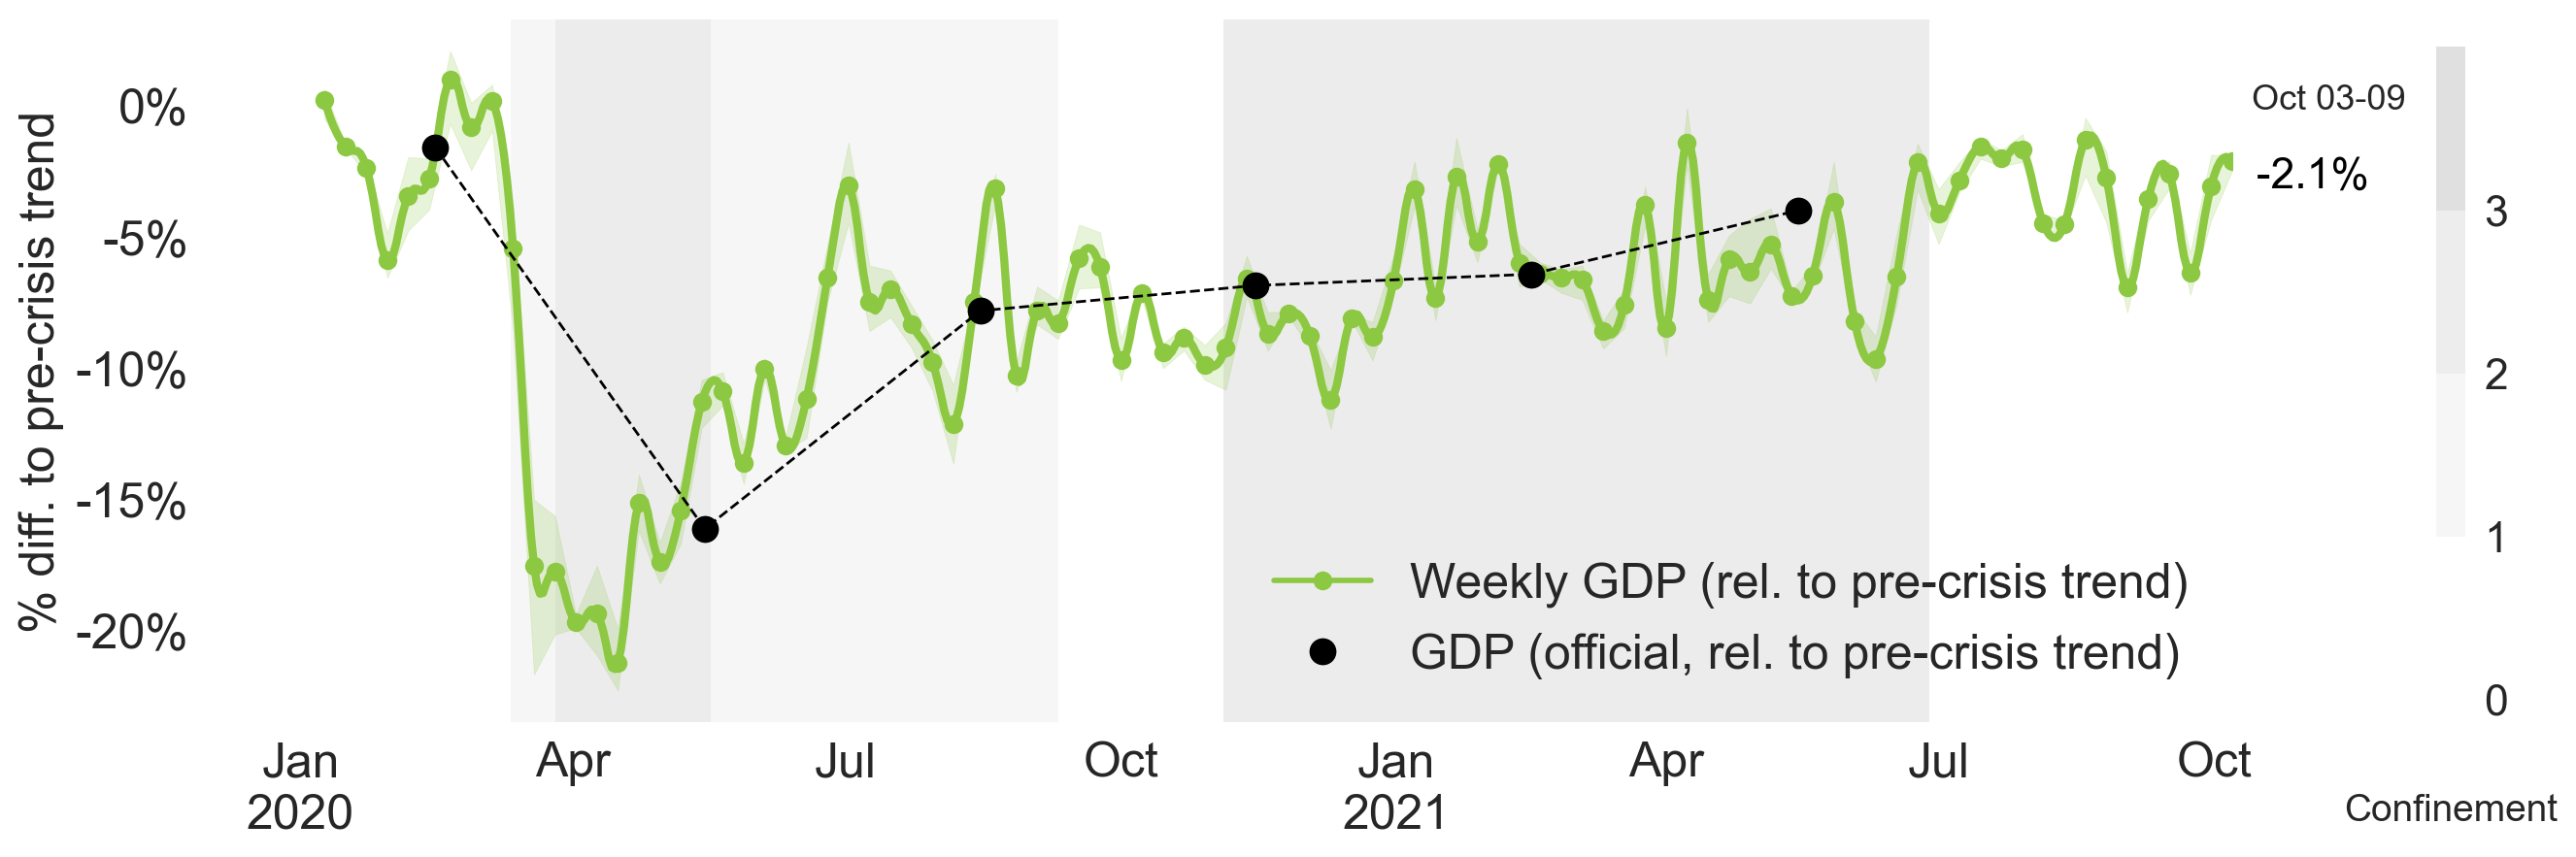 % diff. to pre-crisis trend
0%
-5%
-10%
-15%
-20%
Oct 03-09
-2.1%
Weekly GDP (rel. to pre-crisis trend)
GDP (official, rel. to pre-crisis trend)
3
2
1
0
Jan Apr Jul Oct Jan Apr Jul Oct
2020 2021
Confinement